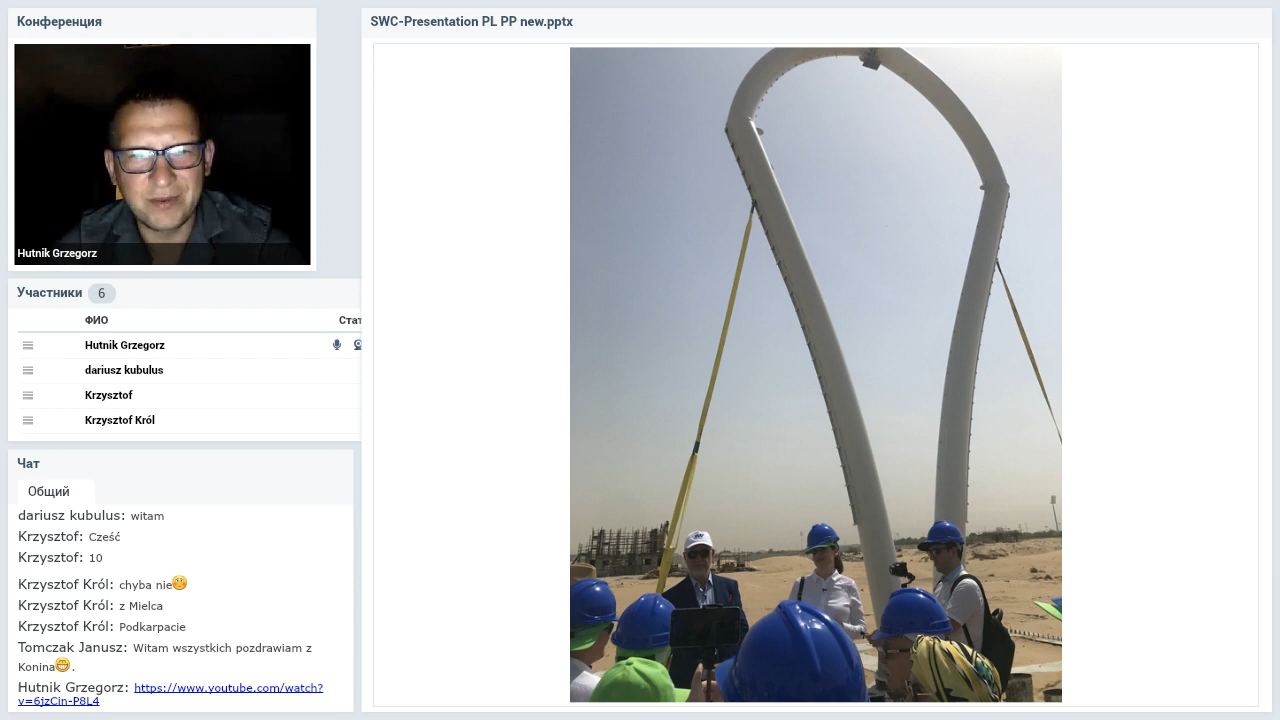 Конференция
Hutnik Grzegorz
Участники 6
ФИО Стат
Hutnik Grzegorz
dariusz kubulus
Krzysztof
Krzysztof Król
Чат
Общий
dariusz kubulus: witam
Krzysztof: Cześć
Krzysztof: 10
Krzysztof Król: chyba nie
Krzysztof Król: z Mielca
Krzysztof Król: Podkarpacie
Tomczak Janusz: Witam wszystkich pozdrawiam z
Konina .
Hutnik Grzegorz: https://www.youtube.com/watch?
v=6jzCin-P8L4
SWC-Presentation PL PP new.pptx